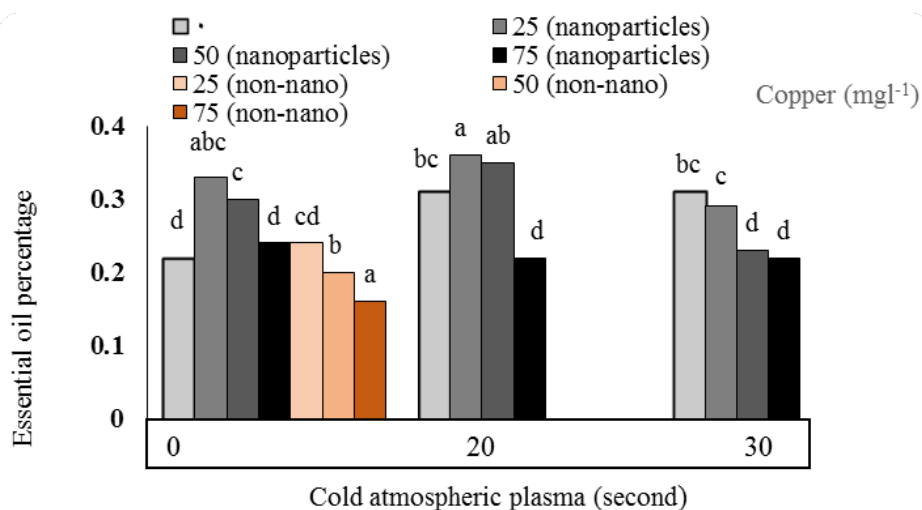 ·
25 (nanoparticles)
50 (nanoparticles)
75 (nanoparticles)
25 (non-nano)
50 (non-nano)
75 (non-nano)
Copper (mgl⁻¹)
Essential oil percentage
0.4
0.3
0.2
0.1
0
d abc c d cd b a
bc a ab d
bc c d d
0 20 30
Cold atmospheric plasma (second)